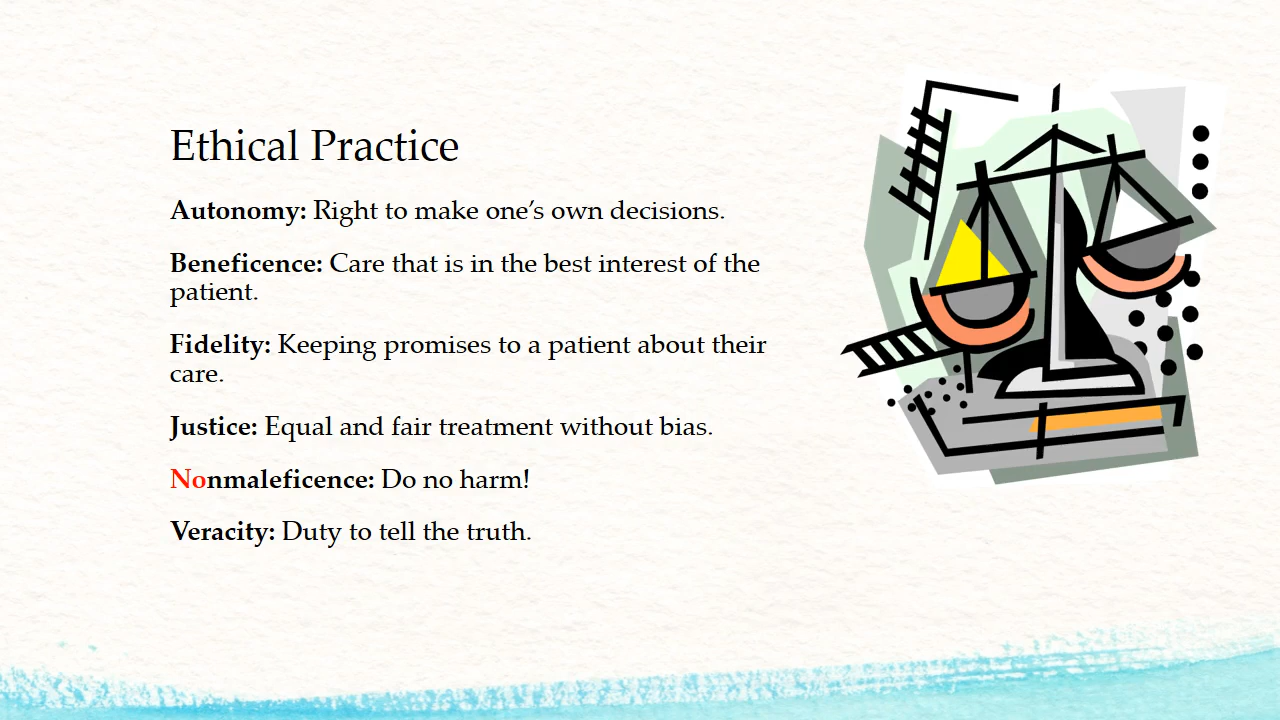 Ethical Practice
Autonomy: Right to make one’s own decisions.
Beneficence: Care that is in the best interest of the
patient.
Fidelity: Keeping promises to a patient about their
care.
Justice: Equal and fair treatment without bias.
Nonmaleficence: Do no harm!
Veracity: Duty to tell the truth.